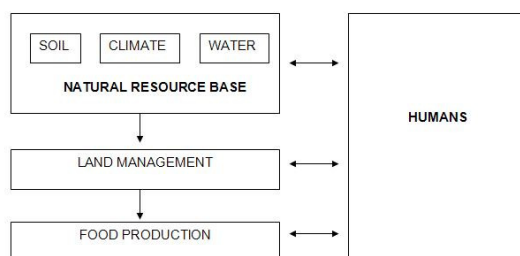 SOIL
CLIMATE
WATER
NATURAL RESOURCE BASE
HUMANS
LAND MANAGEMENT
FOOD PRODUCTION